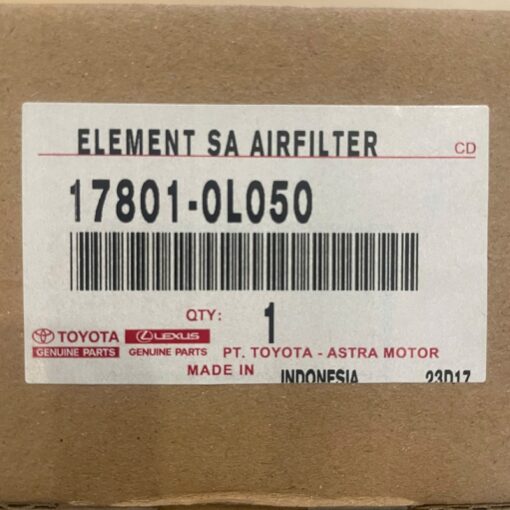 ELEMENT SA AIRFILTER
CD
17801-0L050
QTY: 1
TOYOTA LEXUS
GENUINE PARTS GENUINE PARTS PT. TOYOTA - ASTRA MOTOR
MADE IN INDONESIA 23D17